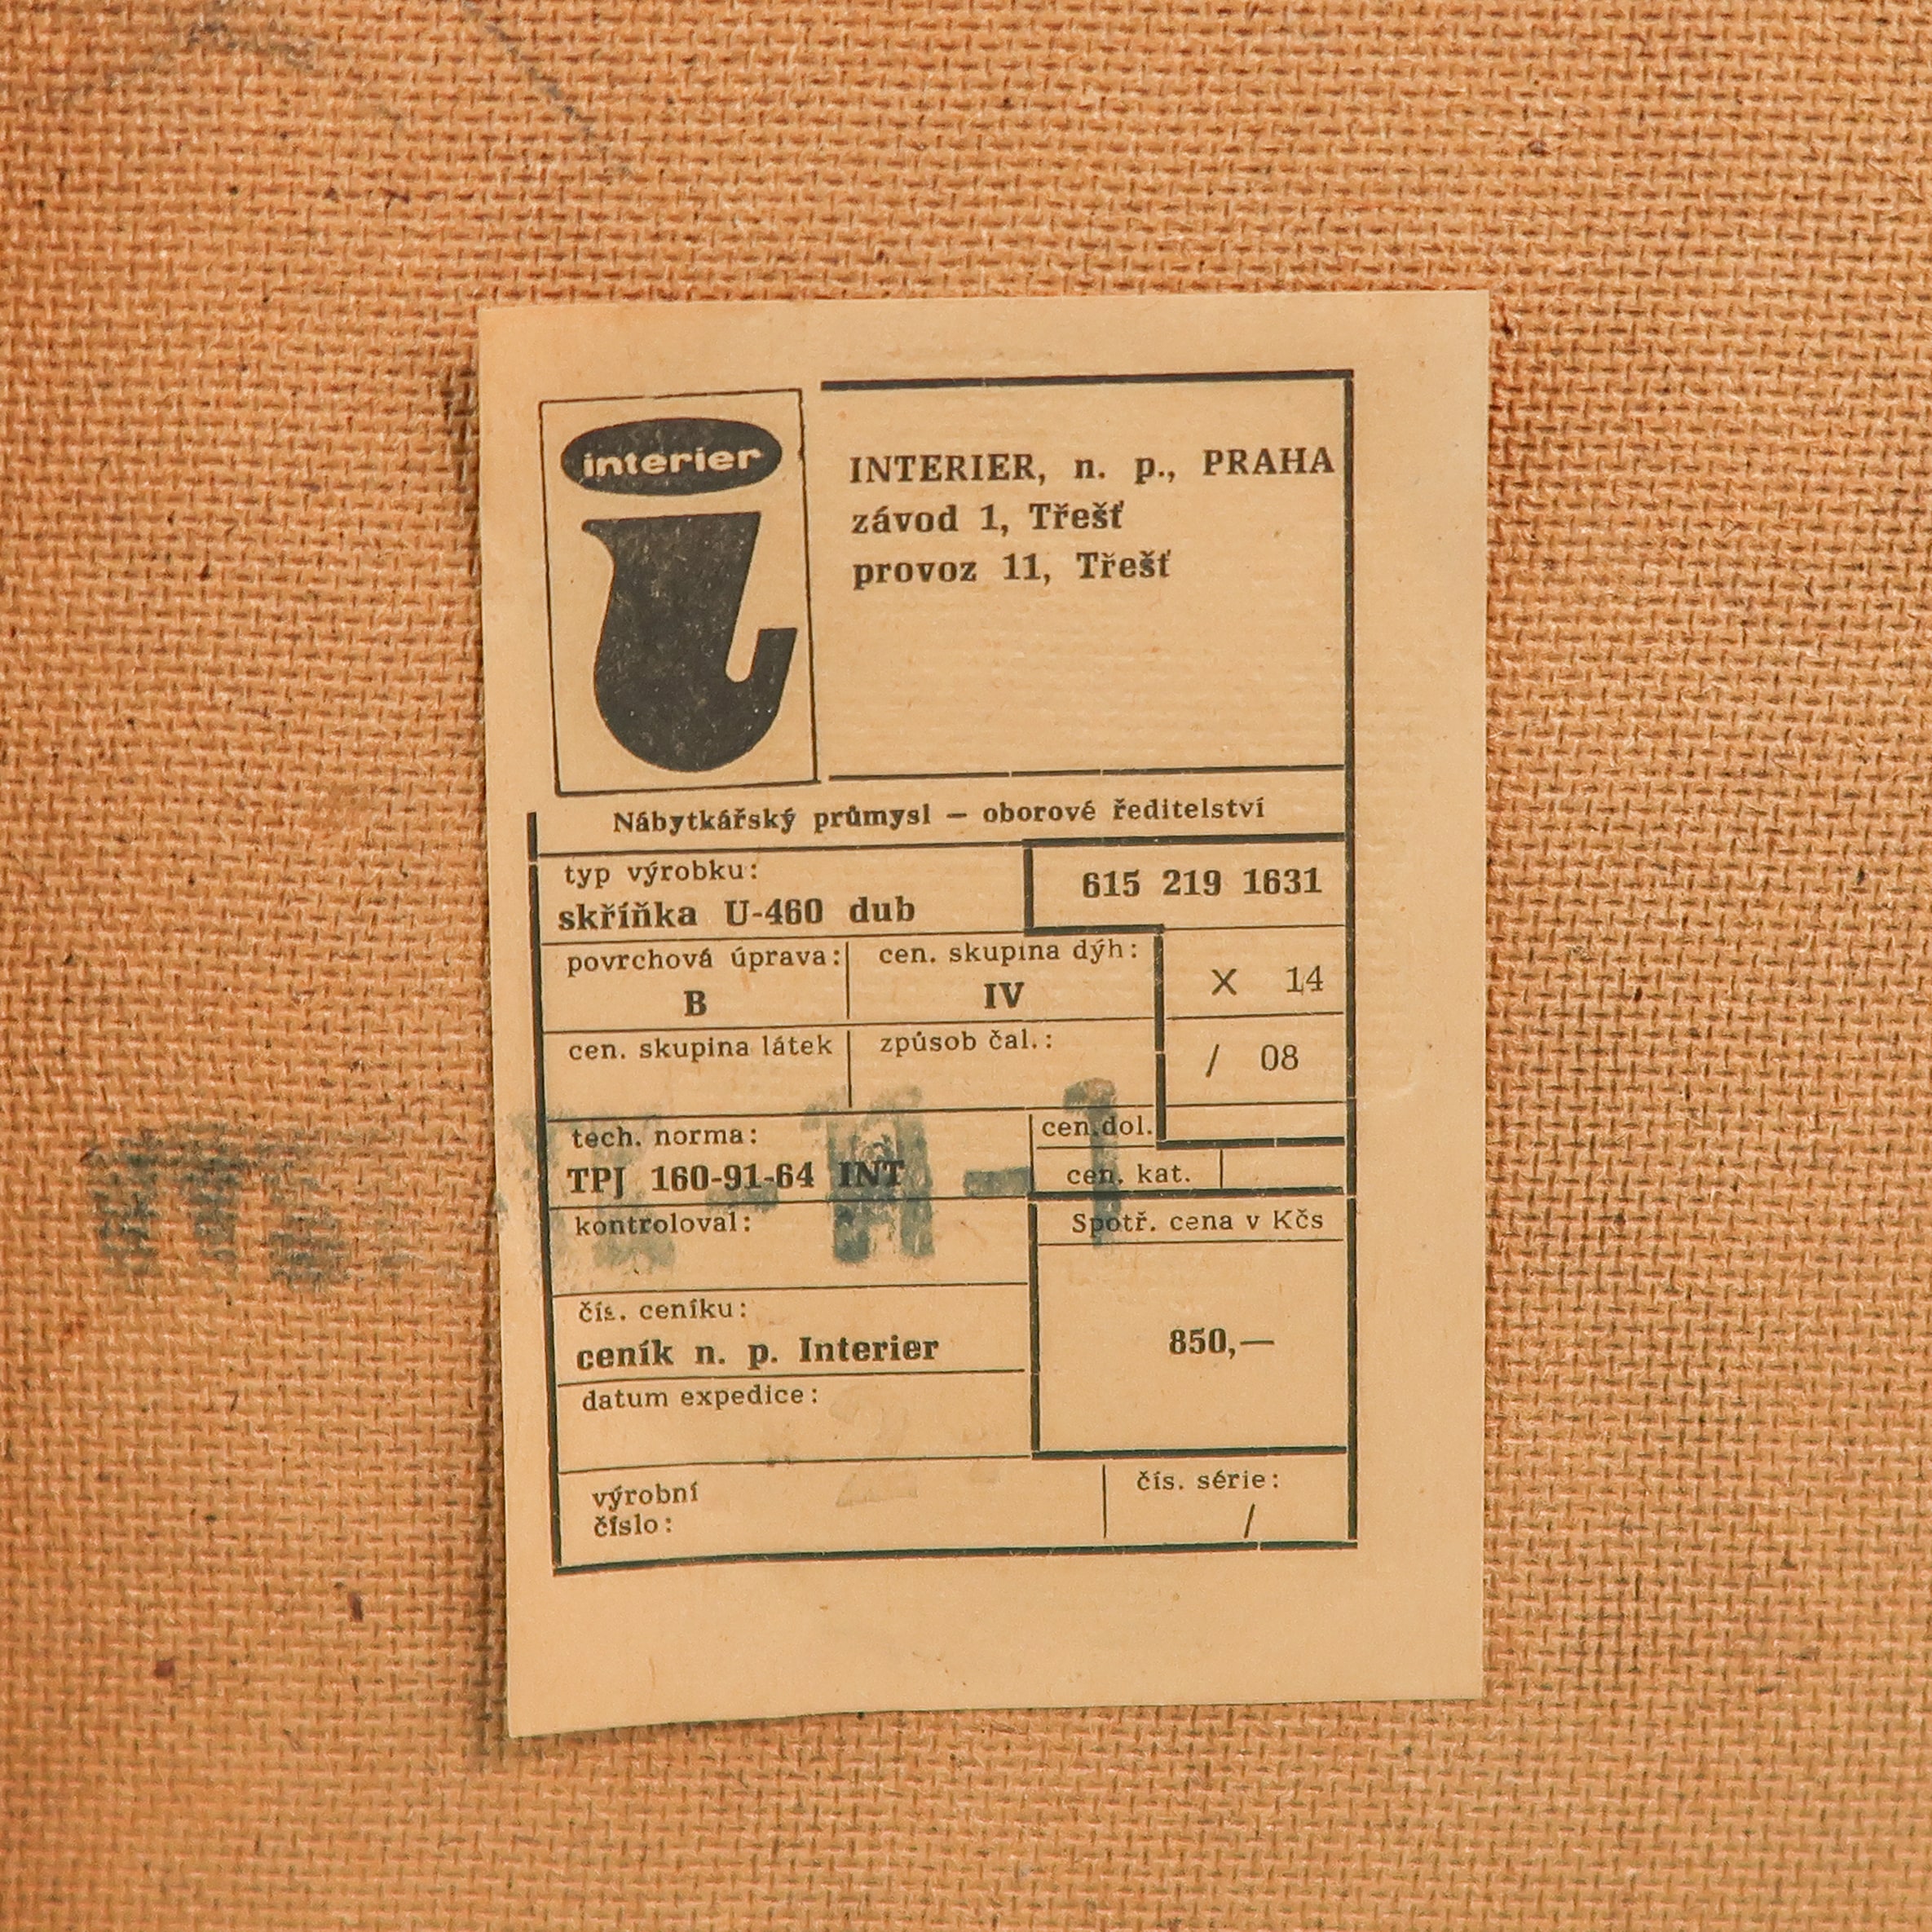 interier
INTERIER, n. p., PRAHA
závod 1, Třešť
provoz 11, Třešť
Nábytkářský průmysl — oborové ředitelství
typ výrobku:
skříňka U-460 dub
615 219 1631
povrchová úprava:
B
cen. skupina dýh:
IV
X 14
cen. skupina látek
způsob čal.:
/ 08
tech. norma:
TPJ 160-91-64 INT
cen.dol.
cen. kat.
kontroloval:
Spotř. cena v Kčs
850,—
čís. ceníku:
ceník n. p. Interier
datum expedice:
výrobní
číslo:
čís. série:
/